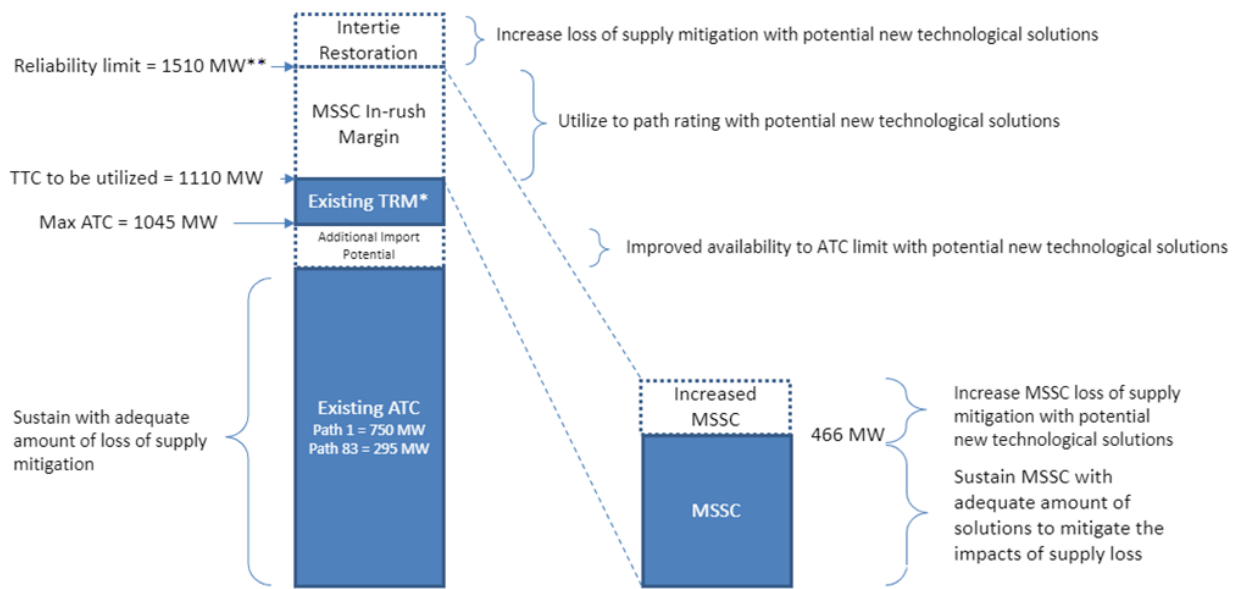 Intertie
Restoration
Increase loss of supply mitigation with potential new technological solutions
Reliability limit = 1510 MW**
MSSC In-rush
Margin
Utilize to path rating with potential new technological solutions
TTC to be utilized = 1110 MW
Existing TRM*
Max ATC = 1045 MW
Additional Import
Potential
Improved availability to ATC limit with potential new technological solutions
Sustain with adequate
amount of loss of supply
mitigation
Existing ATC
Path 1 = 750 MW
Path 83 = 295 MW
Increased
MSSC
466 MW
Increase MSSC loss of supply
mitigation with potential
new technological solutions
MSSC
Sustain MSSC with
adequate amount of
solutions to mitigate the
impacts of supply loss